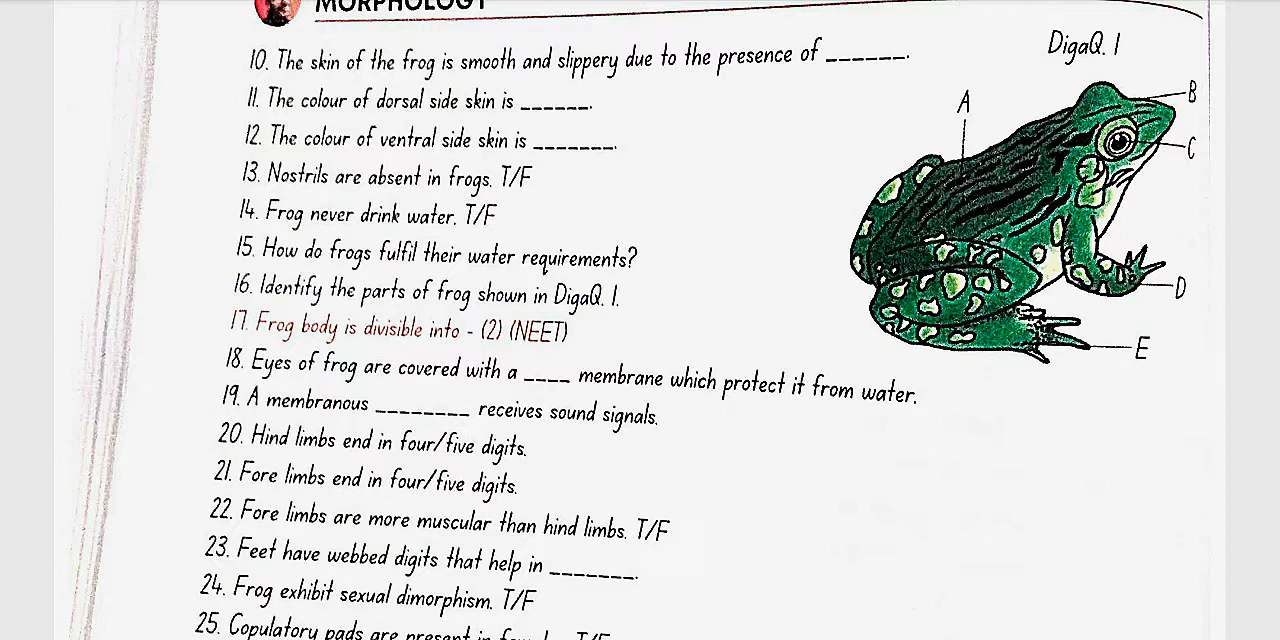 MORPHOLOGY
10. The skin of the frog is smooth and slippery due to the presence of ______.
DigaQ. 1
11. The colour of dorsal side skin is ______.
12. The colour of ventral side skin is _______.
13. Nostrils are absent in frogs. T/F
14. Frog never drink water. T/F
15. How do frogs fulfil their water requirements?
16. Identify the parts of frog shown in DigaQ. 1.
17. Frog body is divisible into - (2) (NEET)
18. Eyes of frog are covered with a ____ membrane which protect it from water.
19. A membranous ________ receives sound signals.
20. Hind limbs end in four/five digits.
21. Fore limbs end in four/five digits.
22. Fore limbs are more muscular than hind limbs. T/F
23. Feet have webbed digits that help in _______.
24. Frog exhibit sexual dimorphism. T/F
25. Copulatory pads are present in T/F
A
B
C
D
E